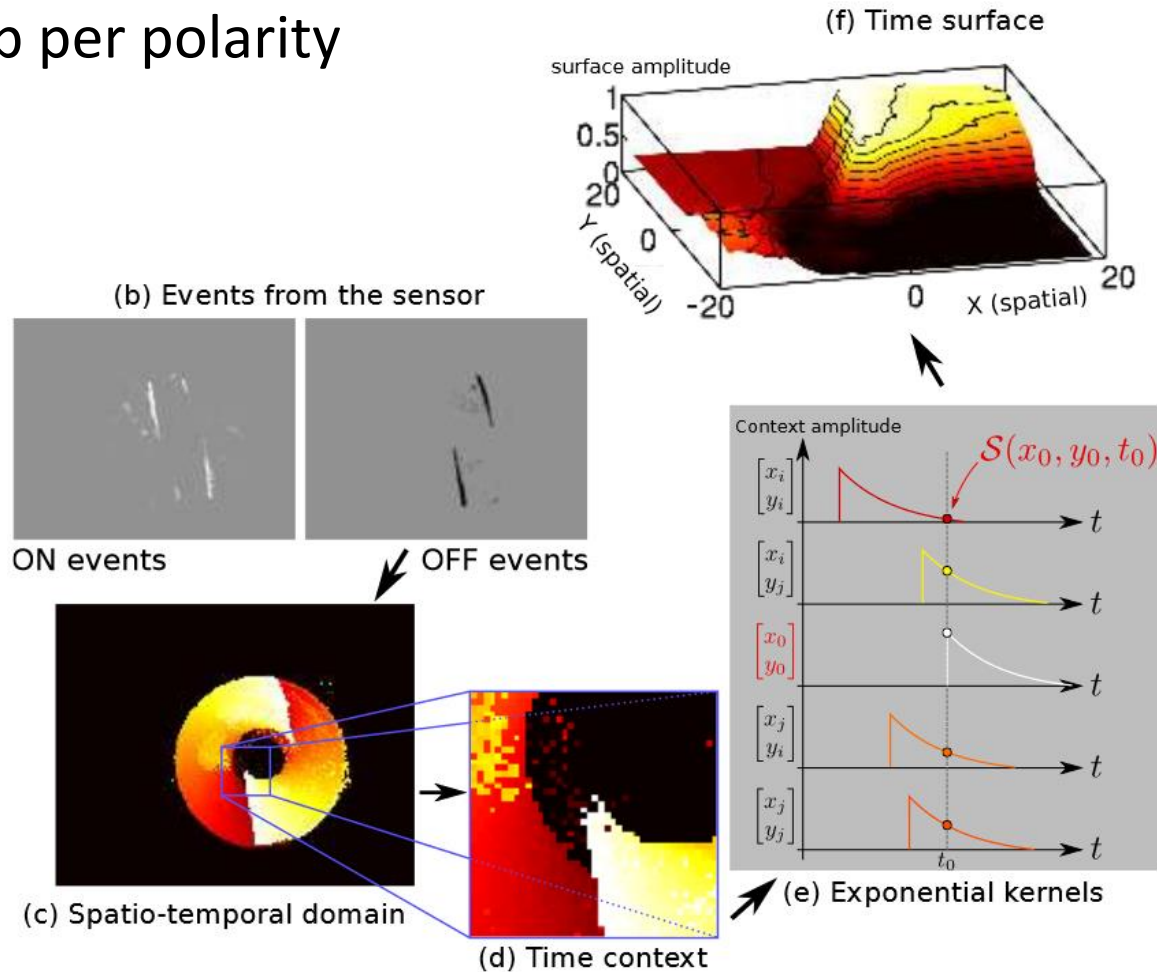 p per polarity
(f) Time surface
surface amplitude
1
0.5
0
20
0
-20
Y (spatial)
0
20
X (spatial)
(b) Events from the sensor
ON events
OFF events
(c) Spatio-temporal domain
(d) Time context
Context amplitude
S(x₀, y₀, t₀)
[xᵢ yᵢ]
t
[xᵢ yⱼ]
t
[x₀ y₀]
t
[xⱼ yᵢ]
t
[xⱼ yⱼ]
t
t₀
(e) Exponential kernels